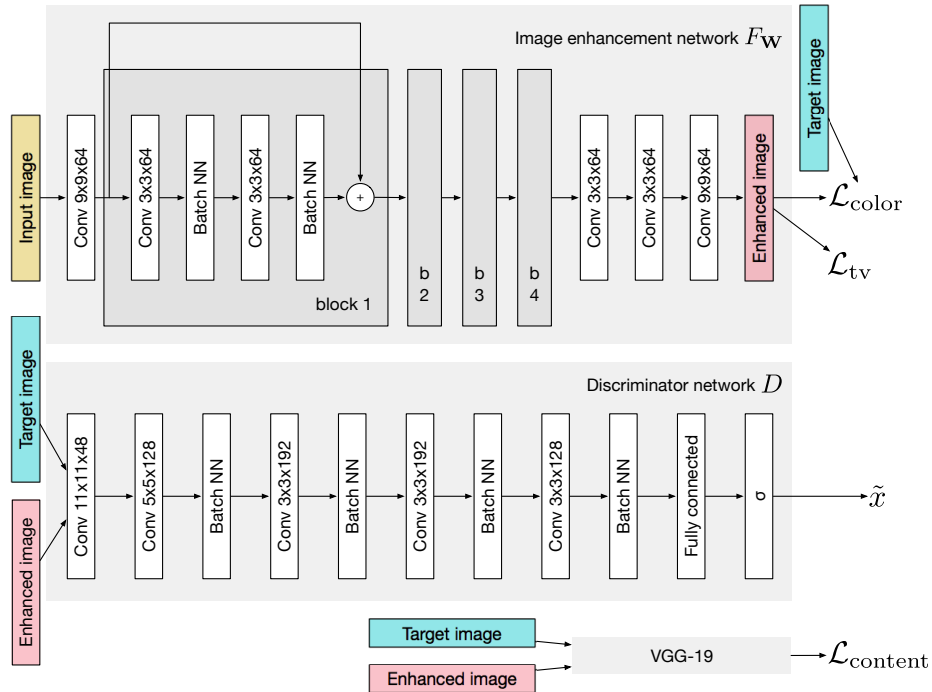 Image enhancement network F_W
Target image
Input image
Conv 9x9x64
Conv 3x3x64
Batch NN
Conv 3x3x64
Batch NN
+
block 1
b
2
b
3
b
4
Conv 3x3x64
Conv 3x3x64
Conv 9x9x64
Enhanced image
ℒ_color
ℒ_tv
Discriminator network D
Target image
Enhanced image
Conv 11x11x48
Conv 5x5x128
Batch NN
Conv 3x3x192
Batch NN
Conv 3x3x192
Batch NN
Conv 3x3x128
Batch NN
Fully connected
σ
x̃
Target image
Enhanced image
VGG-19
ℒ_content